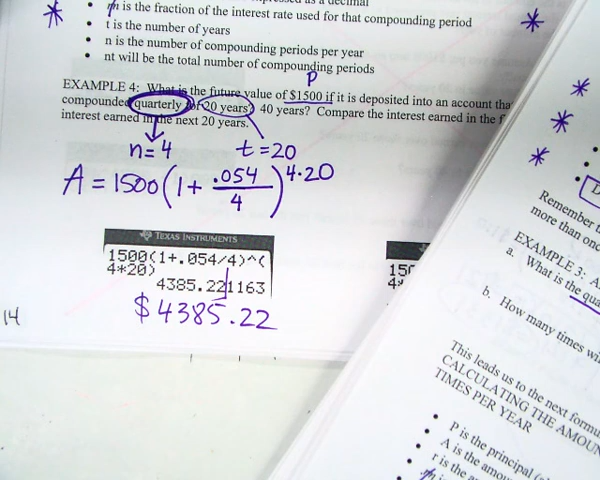 is the fraction of the interest rate used for that compounding period
• t is the number of years
• n is the number of compounding periods per year
• nt will be the total number of compounding periods
P
EXAMPLE 4: What is the future value of $1500 if it is deposited into an account that
compounded quarterly for 20 years? 40 years? Compare the interest earned in the f
interest earned in the next 20 years.
n=4 t=20
A = 1500(1+ .054/4)^4·20
TEXAS INSTRUMENTS
1500(1+.054/4)^(
4*20)
4385.221163
$4385.22
14
150
4*
Remember t
more than onc
EXAMPLE 3: A
a. What is the qua
b. How many times wi
This leads us to the next formu
CALCULATING THE AMOUN
TIMES PER YEAR
• P is the principal
• A is the amou
• r is the a